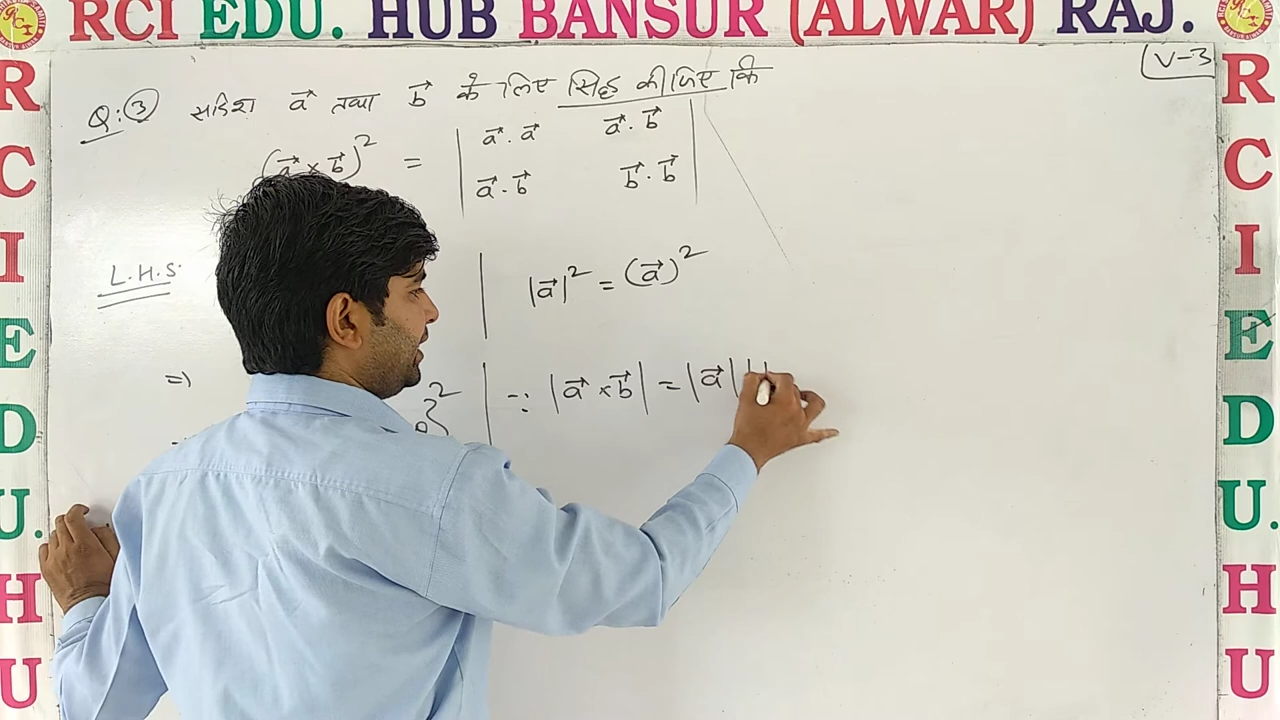 RCI EDU. HUB BANSUR (ALWAR) RAJ.
V-3
Q:③ सदिश a⃗ तथा b⃗ के लिए सिद्ध कीजिए कि
(a⃗ × b⃗)² = | a⃗ . a⃗ a⃗ . b⃗ |
| a⃗ . b⃗ b⃗ . b⃗ |
L.H.S.
|a⃗|² = (a⃗)²
⇒
∵ |a⃗ × b⃗| = |a⃗| |
R
C
I
E
D
U.
H
U
R
C
I
E
D
U.
H
U